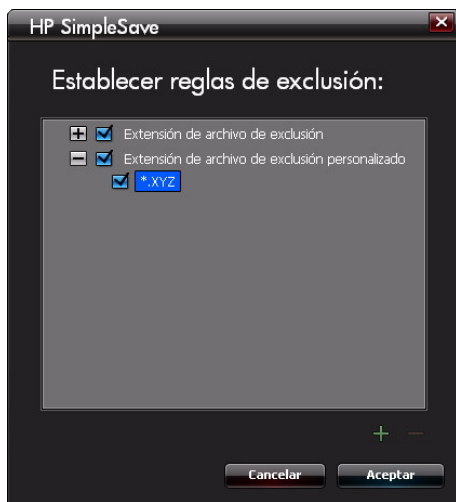 HP SimpleSave
Establecer reglas de exclusión:
Extensión de archivo de exclusión
Extensión de archivo de exclusión personalizado
*.XYZ
Cancelar
Aceptar